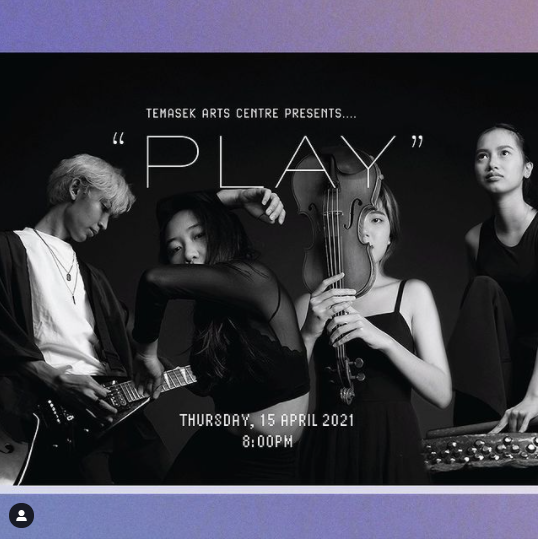 TEMASEK ARTS CENTRE PRESENTS....
“PLAY”
THURSDAY, 15 APRIL 2021
8:00PM